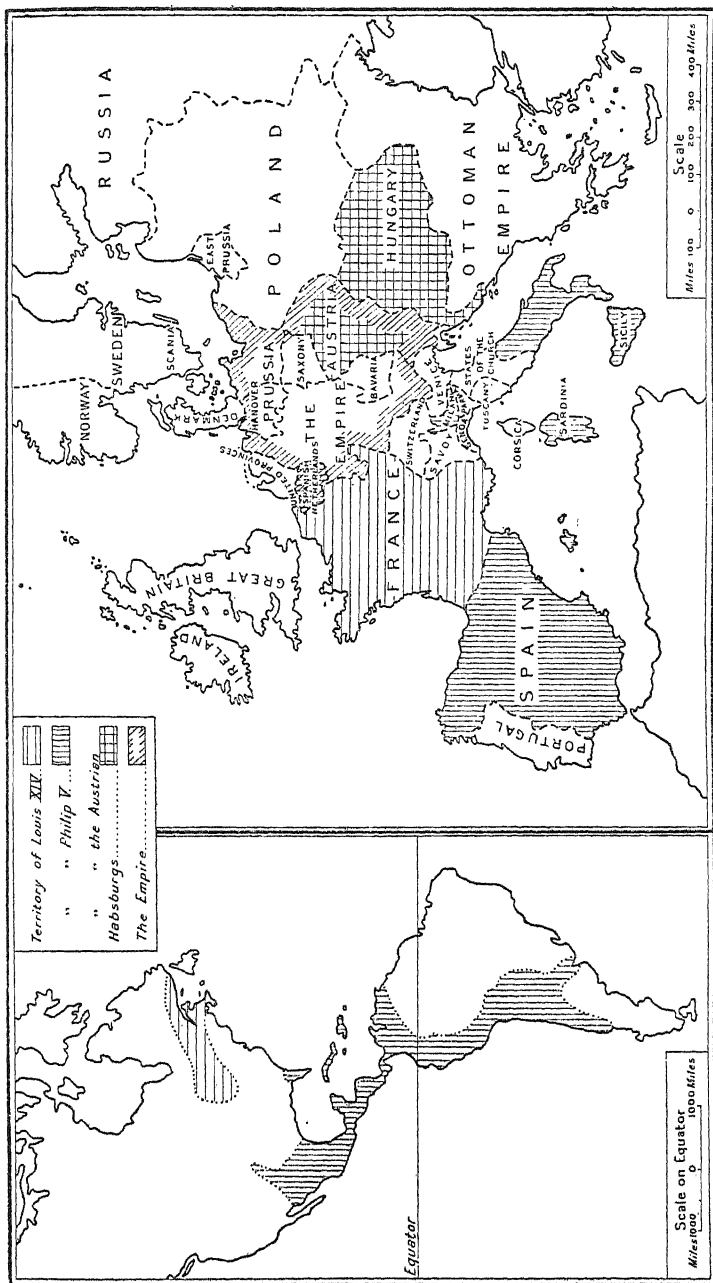 Territory of Louis XIV.
" " Philip V.
" " the Austrian
Habsburgs
The Empire
Equator
Scale on Equator
Miles 1000 0 1000 Miles
NORWAY
SWEDEN
RUSSIA
SCANIA
DENMARK
IRELAND
GREAT BRITAIN
UNITED PROVINCES
SPANISH
NETHERLANDS
HANOVER
PRUSSIA
EAST
PRUSSIA
POLAND
SAXONY
THE
EMPIRE
AUSTRIA
BAVARIA
HUNGARY
FRANCE
SWITZERLAND
SAVOY
MILAN
VENICE
TUSCANY
STATES
OF THE
CHURCH
OTTOMAN
EMPIRE
CORSICA
SARDINIA
SICILY
SPAIN
PORTUGAL
Scale
Miles 100 0 100 200 300 400 Miles